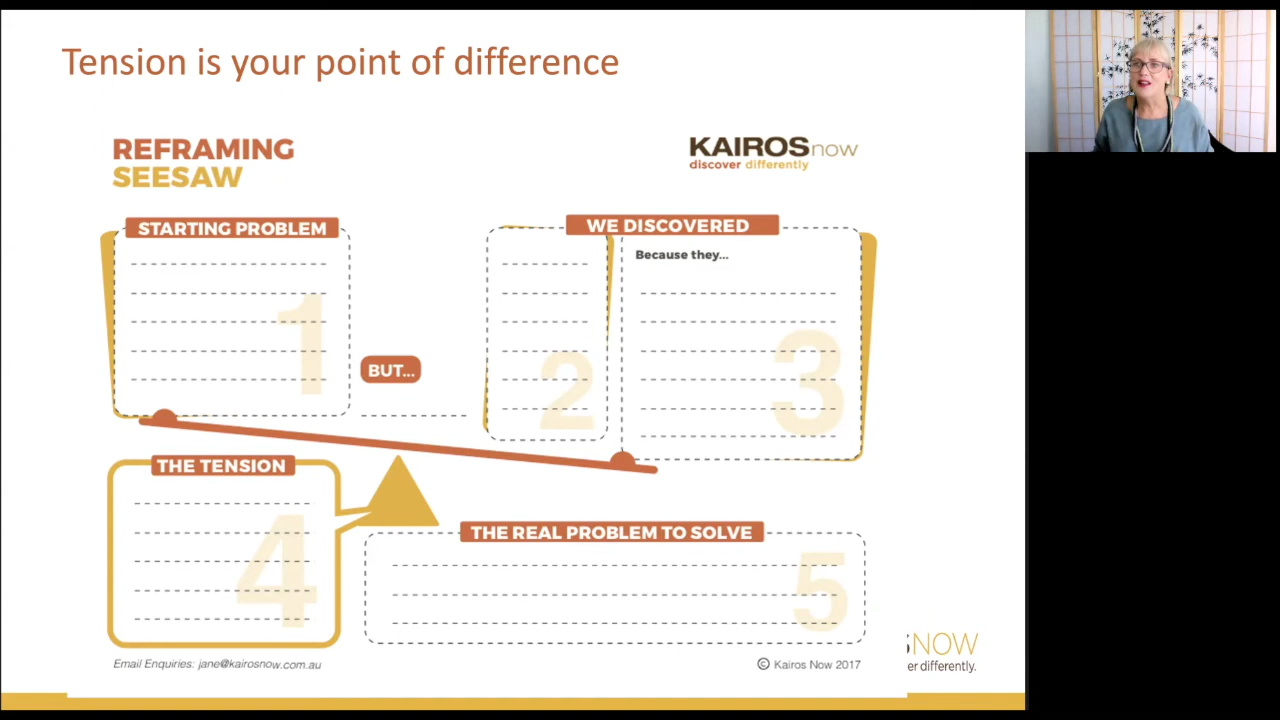 Tension is your point of difference
REFRAMING
SEESAW
KAIROSnow
discover differently
STARTING PROBLEM
1
BUT...
WE DISCOVERED
2
Because they...
3
THE TENSION
4
THE REAL PROBLEM TO SOLVE
5
Email Enquiries: jane@kairosnow.com.au
© Kairos Now 2017
SNOW
er differently.